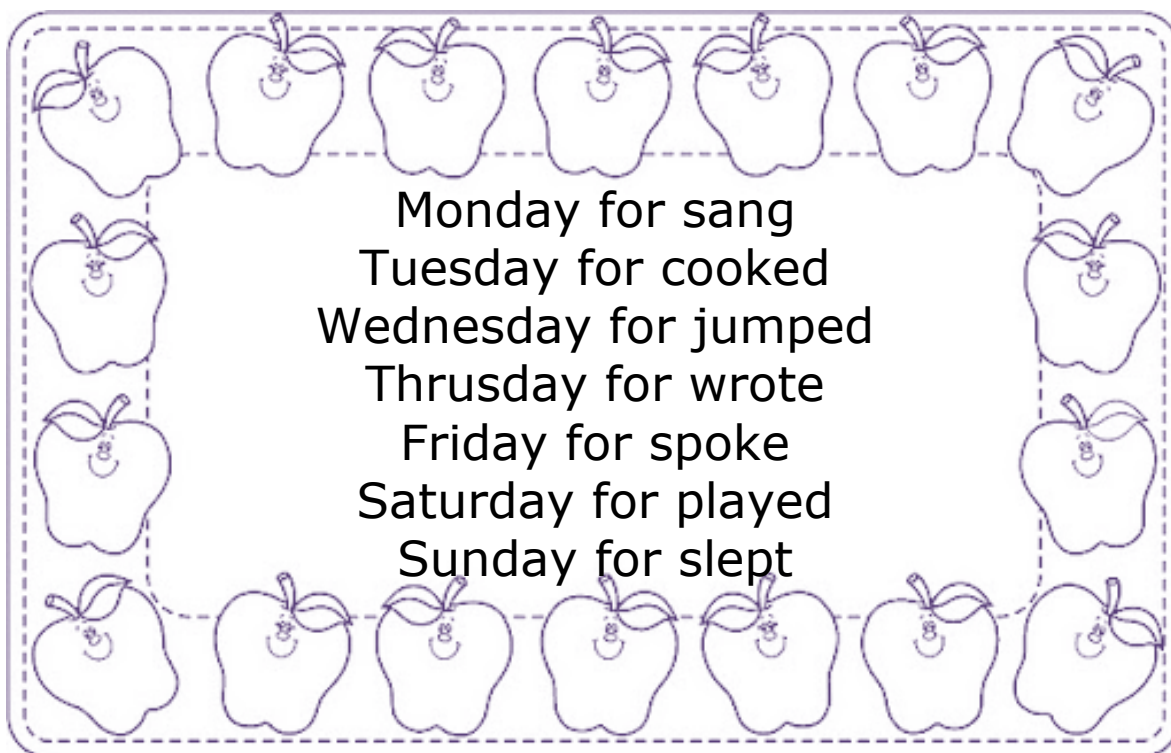 Monday for sang
Tuesday for cooked
Wednesday for jumped
Thrusday for wrote
Friday for spoke
Saturday for played
Sunday for slept